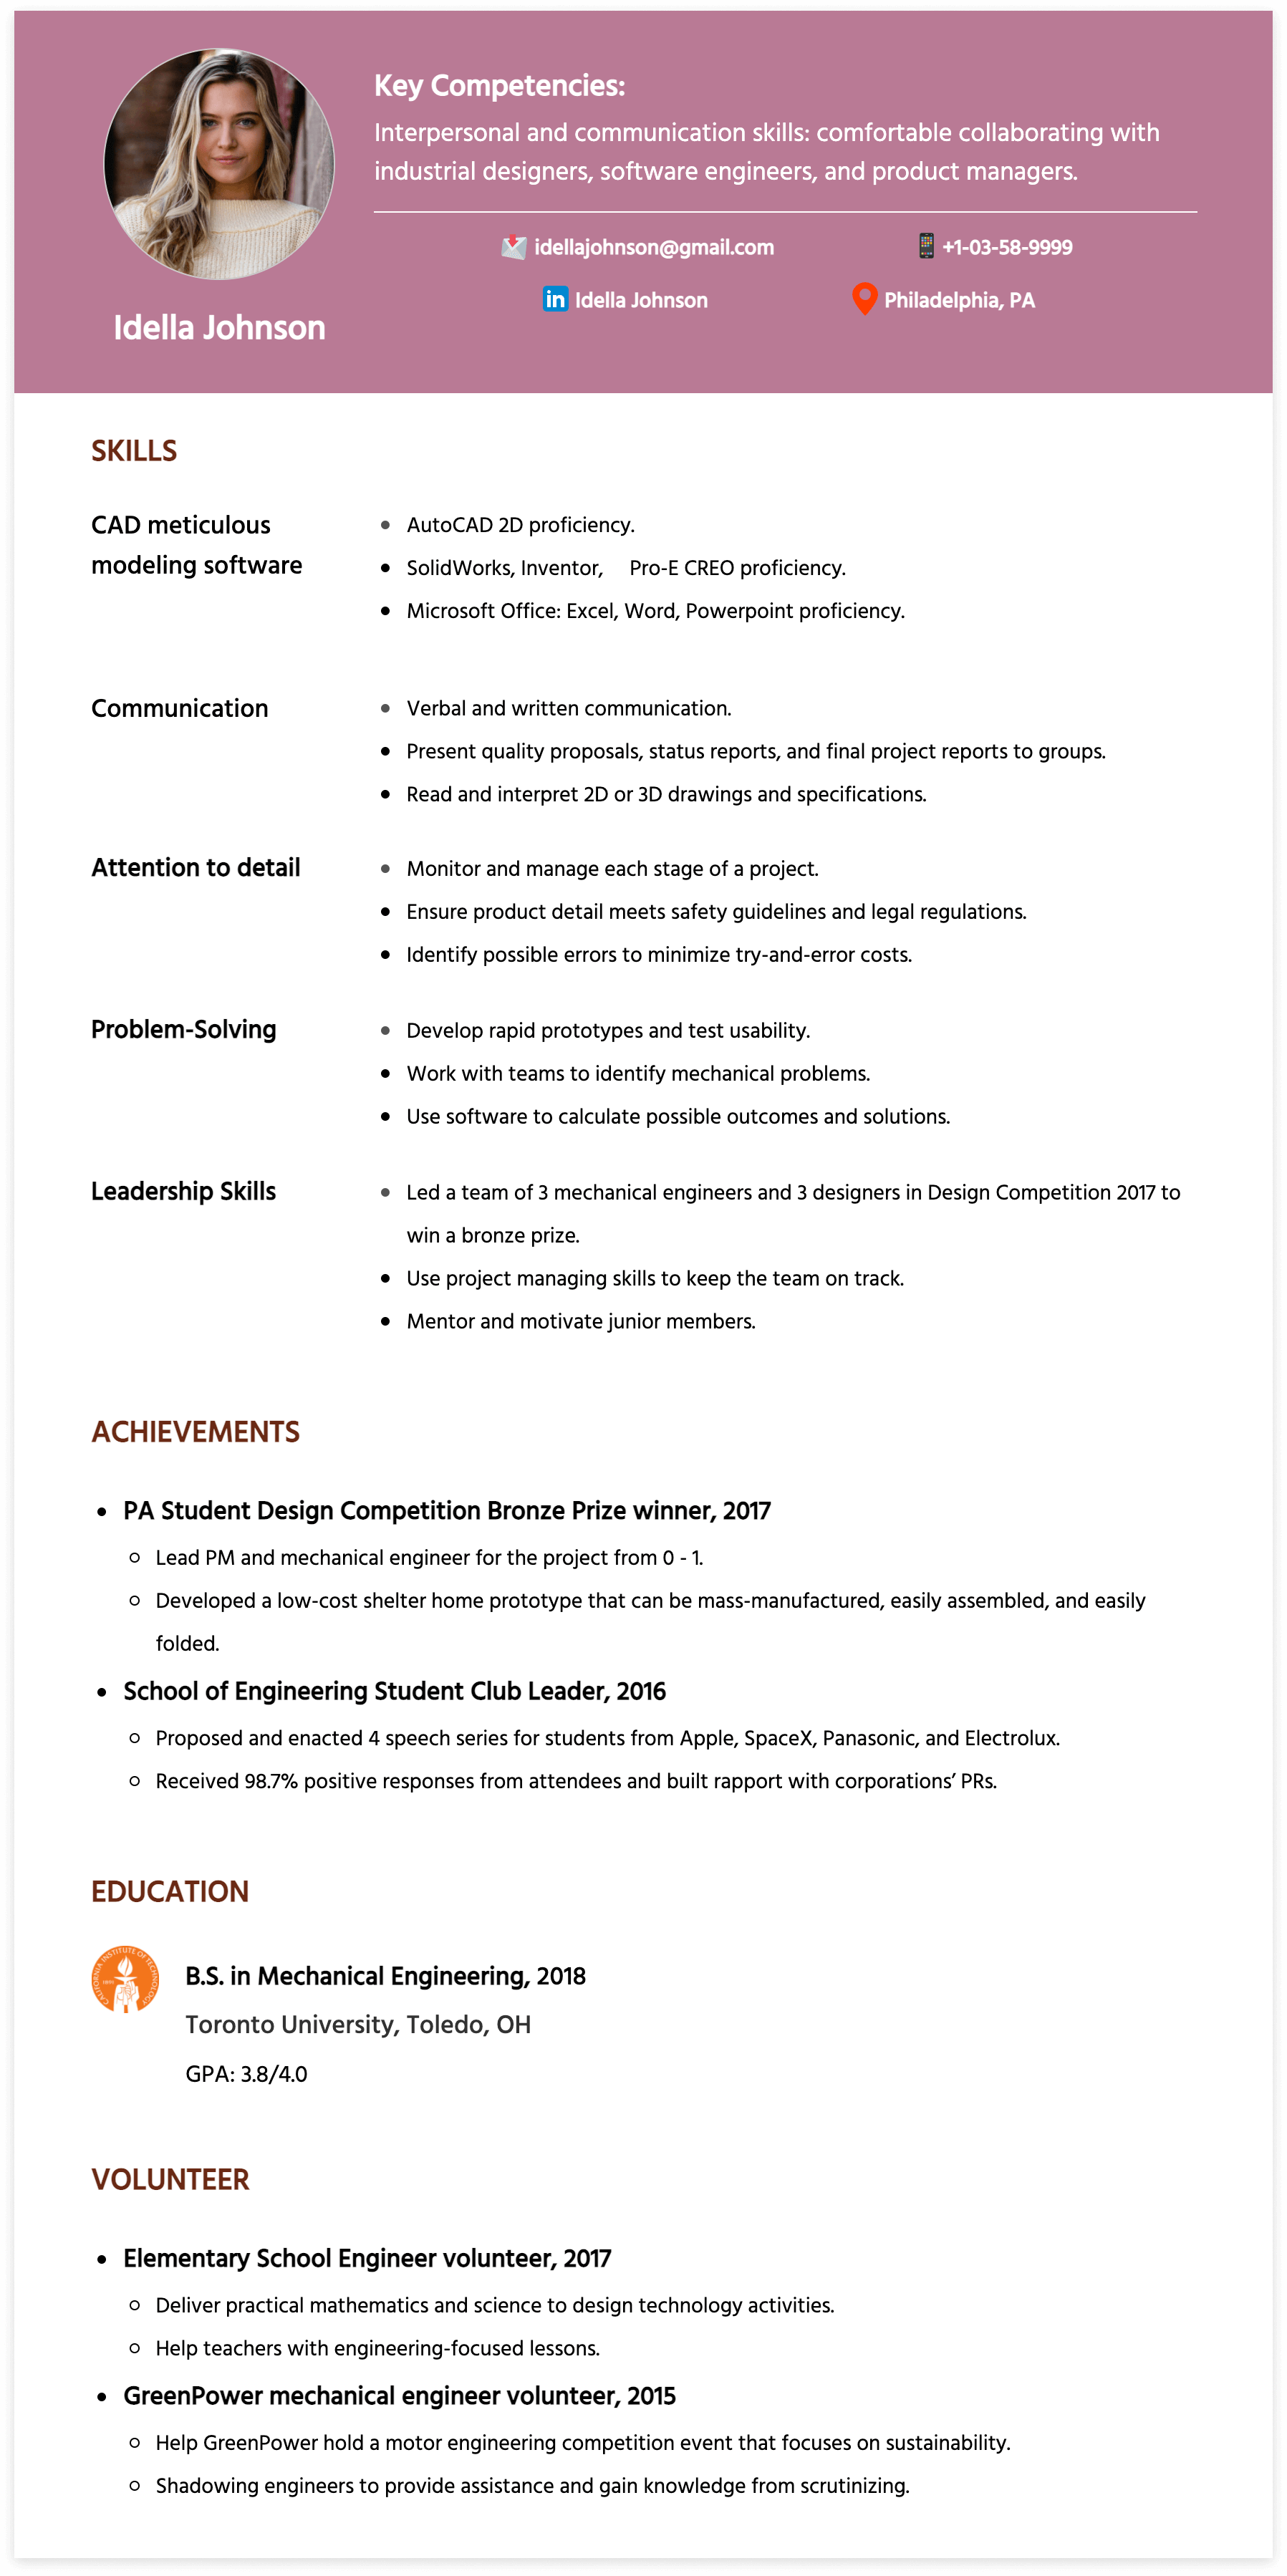 Key Competencies:
Interpersonal and communication skills: comfortable collaborating with
industrial designers, software engineers, and product managers.
idellajohnson@gmail.com
+1-03-58-9999
in Idella Johnson
Philadelphia, PA
Idella Johnson
SKILLS
CAD meticulous
modeling software
AutoCAD 2D proficiency.
SolidWorks, Inventor, Pro-E CREO proficiency.
Microsoft Office: Excel, Word, Powerpoint proficiency.
Communication
Verbal and written communication.
Present quality proposals, status reports, and final project reports to groups.
Read and interpret 2D or 3D drawings and specifications.
Attention to detail
Monitor and manage each stage of a project.
Ensure product detail meets safety guidelines and legal regulations.
Identify possible errors to minimize try-and-error costs.
Problem-Solving
Develop rapid prototypes and test usability.
Work with teams to identify mechanical problems.
Use software to calculate possible outcomes and solutions.
Leadership Skills
Led a team of 3 mechanical engineers and 3 designers in Design Competition 2017 to
win a bronze prize.
Use project managing skills to keep the team on track.
Mentor and motivate junior members.
ACHIEVEMENTS
PA Student Design Competition Bronze Prize winner, 2017
Lead PM and mechanical engineer for the project from 0 - 1.
Developed a low-cost shelter home prototype that can be mass-manufactured, easily assembled, and easily
folded.
School of Engineering Student Club Leader, 2016
Proposed and enacted 4 speech series for students from Apple, SpaceX, Panasonic, and Electrolux.
Received 98.7% positive responses from attendees and built rapport with corporations’ PRs.
EDUCATION
CALIFORNIA INSTITUTE OF TECHNOLOGY
1891
B.S. in Mechanical Engineering, 2018
Toronto University, Toledo, OH
GPA: 3.8/4.0
VOLUNTEER
Elementary School Engineer volunteer, 2017
Deliver practical mathematics and science to design technology activities.
Help teachers with engineering-focused lessons.
GreenPower mechanical engineer volunteer, 2015
Help GreenPower hold a motor engineering competition event that focuses on sustainability.
Shadowing engineers to provide assistance and gain knowledge from scrutinizing.